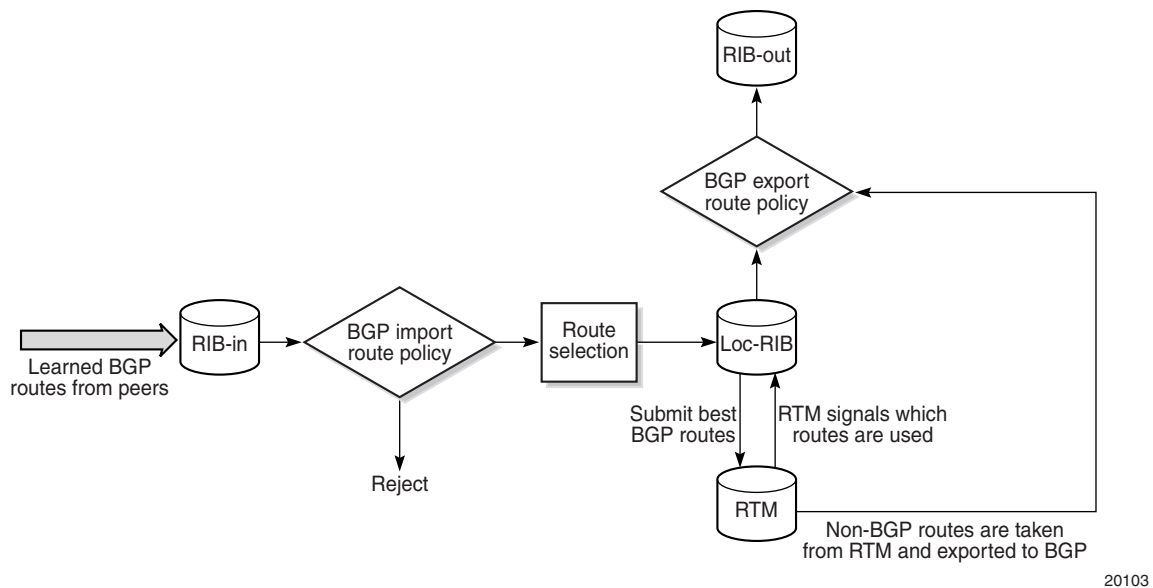 RIB-out
BGP export
route policy
RIB-in
BGP import
route policy
Route
selection
Loc-RIB
Learned BGP
routes from peers
Reject
Submit best
BGP routes
RTM signals which
routes are used
RTM
Non-BGP routes are taken
from RTM and exported to BGP
20103